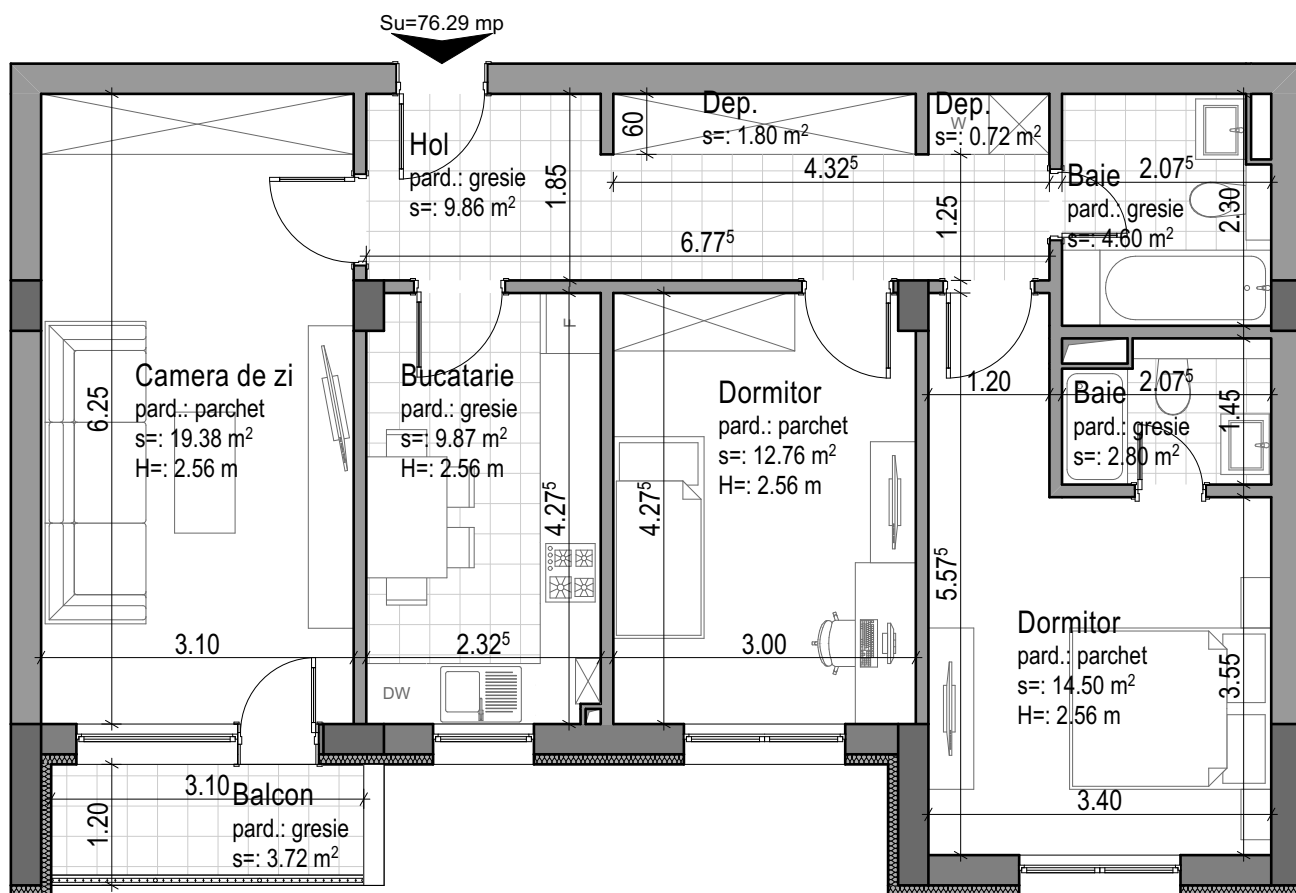 Su=76.29 mp
Dep.
s=: 1.80 m²
60
Dep.
W
s=: 0.72 m²
Hol
pard.: gresie
s=: 9.86 m²
1.85
4.32⁵
1.25
6.77⁵
Baie
2.07⁵
pard.: gresie
2.30
s=: 4.60 m²
F
Camera de zi
pard.: parchet
s=: 19.38 m²
H=: 2.56 m
6.25
Bucatarie
pard.: gresie
s=: 9.87 m²
H=: 2.56 m
4.27⁵
Dormitor
pard.: parchet
s=: 12.76 m²
H=: 2.56 m
4.27⁵
1.20
Baie
2.07⁵
pard.: gresie
1.45
s=: 2.80 m²
5.57⁵
Dormitor
pard.: parchet
s=: 14.50 m²
H=: 2.56 m
3.55
3.10
2.32⁵
3.00
DW
3.40
3.10
1.20
Balcon
pard.: gresie
s=: 3.72 m²